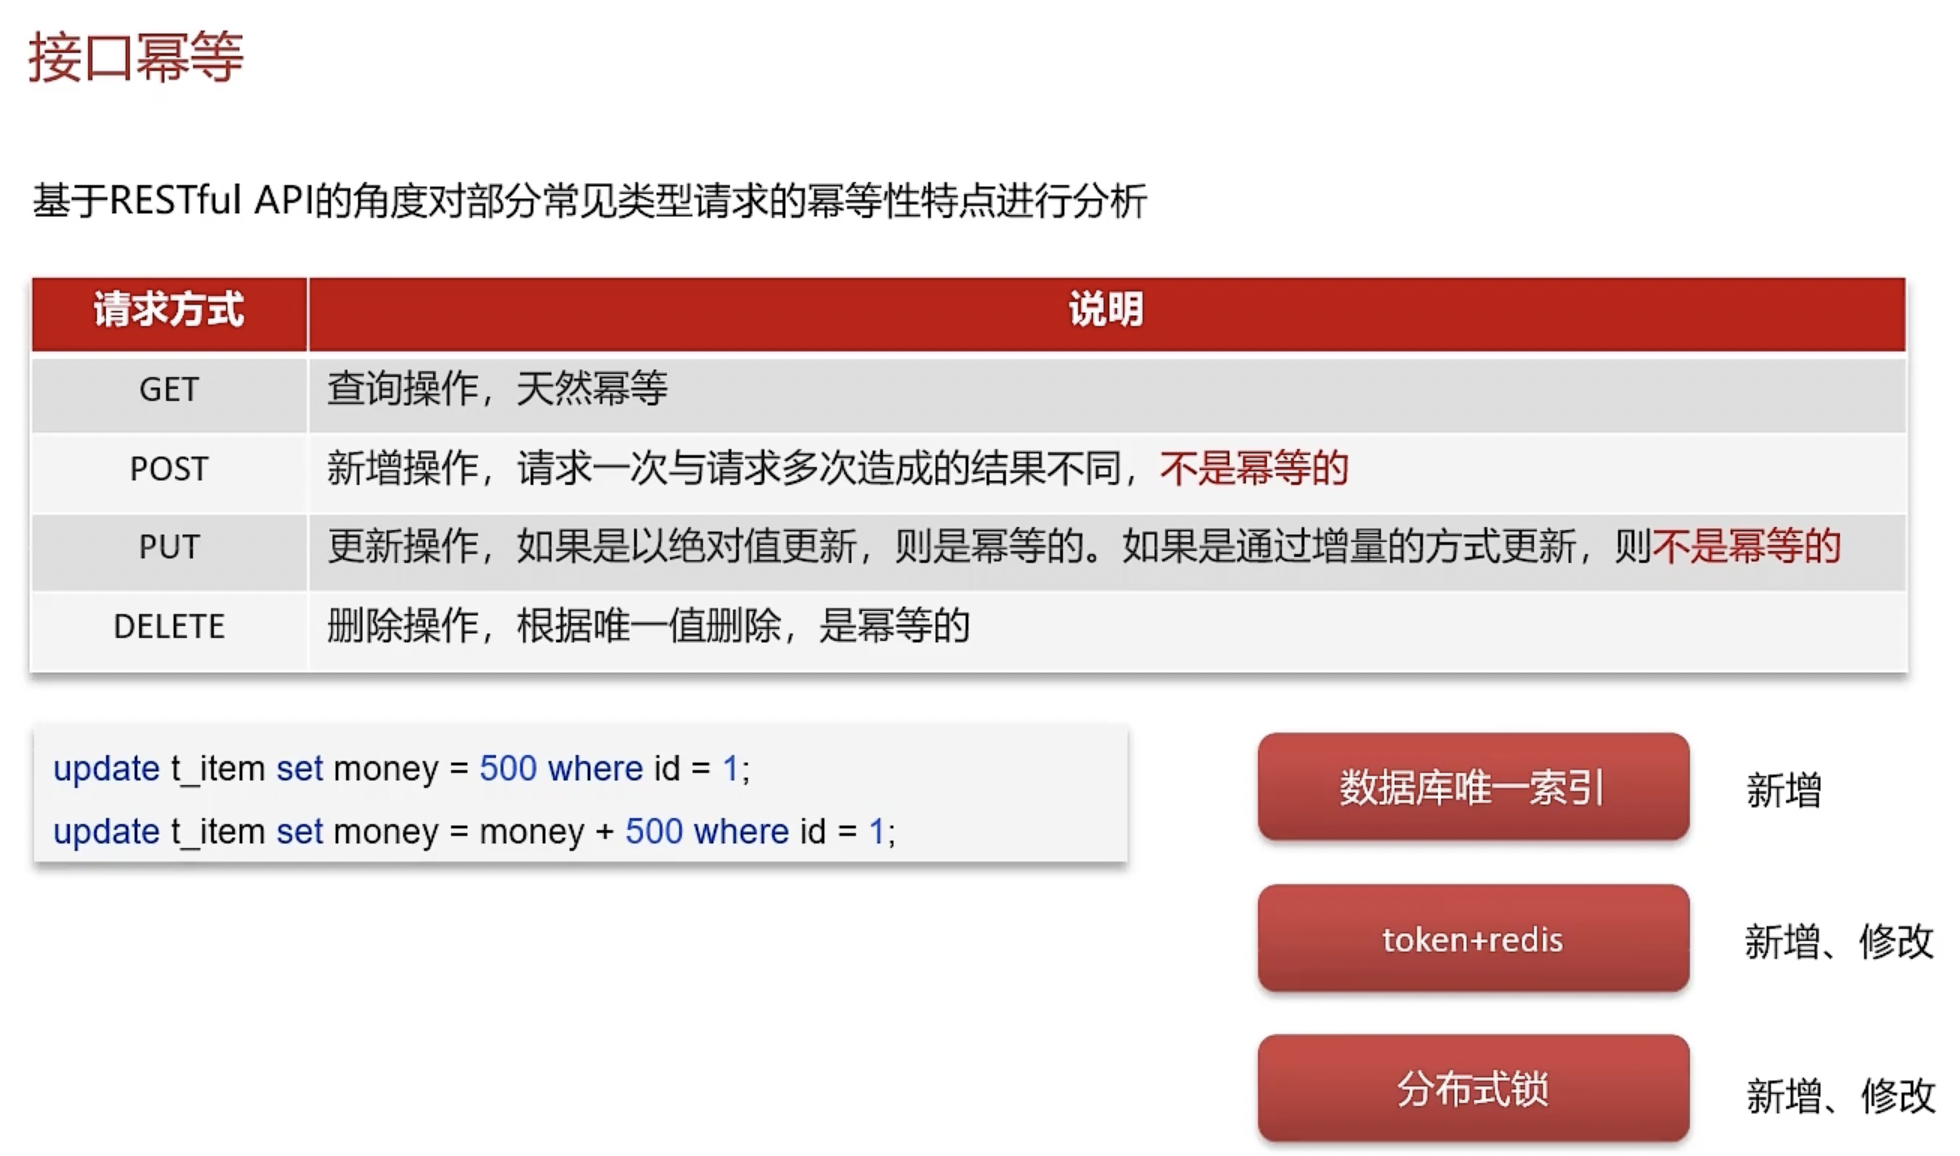 接口幂等
基于RESTful API的角度对部分常见类型请求的幂等性特点进行分析
请求方式 说明
GET 查询操作，天然幂等
POST 新增操作，请求一次与请求多次造成的结果不同，不是幂等的
PUT 更新操作，如果是以绝对值更新，则是幂等的。如果是通过增量的方式更新，则不是幂等的
DELETE 删除操作，根据唯一值删除，是幂等的
update t_item set money = 500 where id = 1;
update t_item set money = money + 500 where id = 1;
数据库唯一索引 新增
token+redis 新增、修改
分布式锁 新增、修改